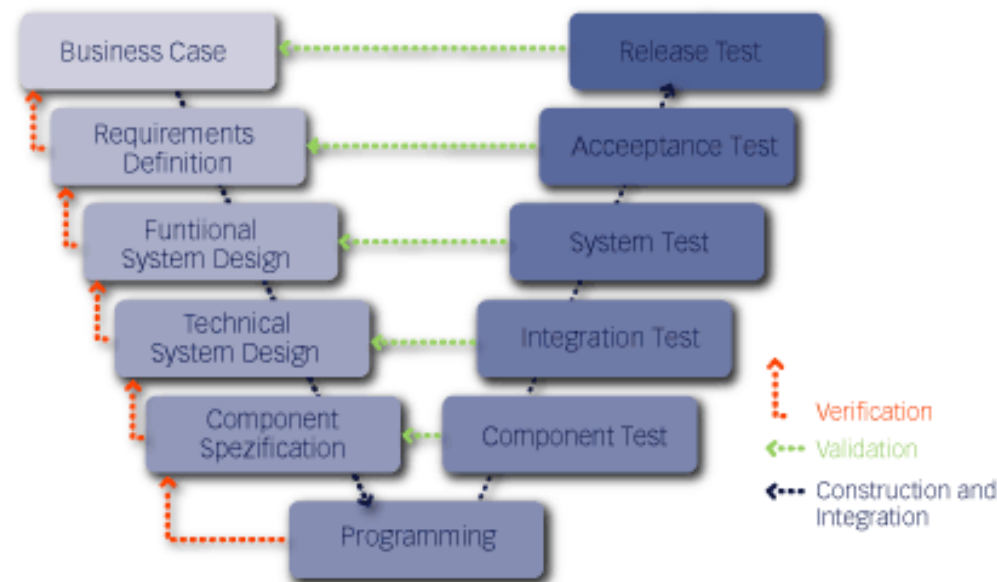 Business Case
Release Test
Requirements
Definition
Acceeptance Test
Funtiional
System Design
System Test
Technical
System Design
Integration Test
Component
Spezification
Component Test
Programming
Verification
Validation
Construction and
Integration